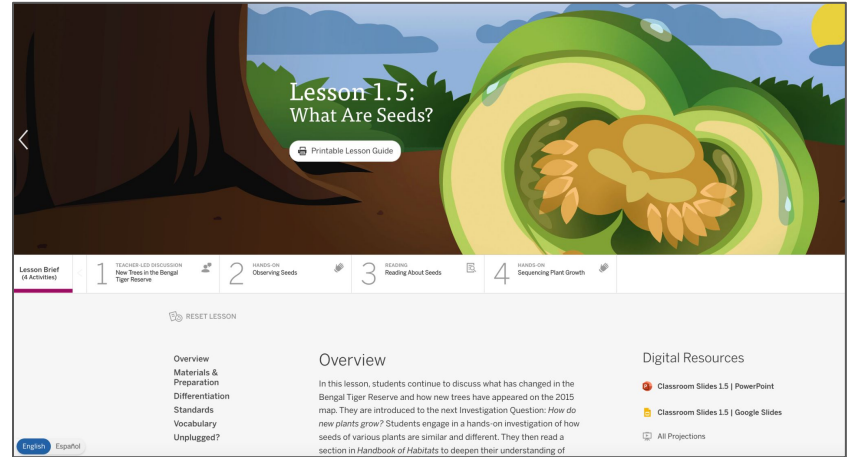 Lesson 1.5:
What Are Seeds?
Printable Lesson Guide
Lesson Brief
(4 Activities)
1
TEACHER-LED DISCUSSION
New Trees in the Bengal
Tiger Reserve
2
HANDS-ON
Observing Seeds
3
READING
Reading About Seeds
4
HANDS-ON
Sequencing Plant Growth
RESET LESSON
Overview
Materials &
Preparation
Differentiation
Standards
Vocabulary
Unplugged?
Overview
In this lesson, students continue to discuss what has changed in the
Bengal Tiger Reserve and how new trees have appeared on the 2015
map. They are introduced to the next Investigation Question: How do
new plants grow? Students engage in a hands-on investigation of how
seeds of various plants are similar and different. They then read a
section in Handbook of Habitats to deepen their understanding of
Digital Resources
Classroom Slides 1.5 | PowerPoint
Classroom Slides 1.5 | Google Slides
All Projections
English
Español